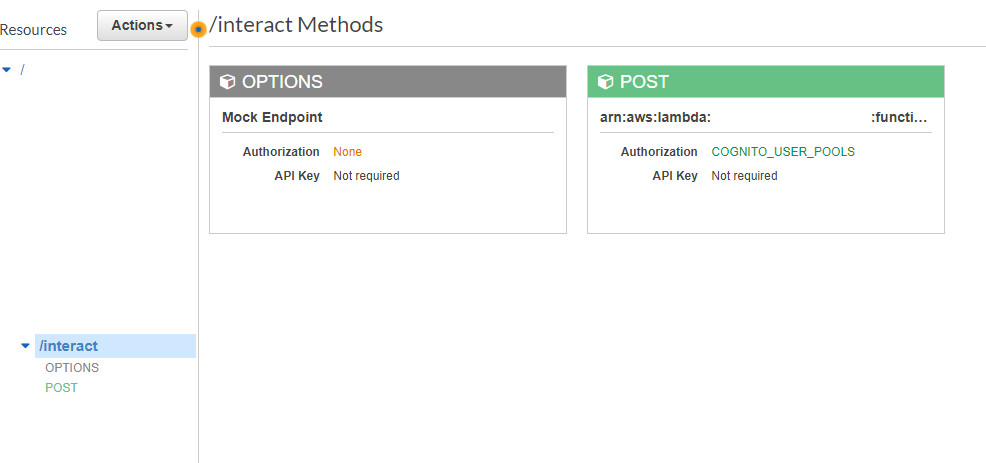 Resources
Actions
/interact Methods
/
OPTIONS
Mock Endpoint
Authorization None
API Key Not required
POST
arn:aws:lambda: :functi...
Authorization COGNITO_USER_POOLS
API Key Not required
/interact
OPTIONS
POST